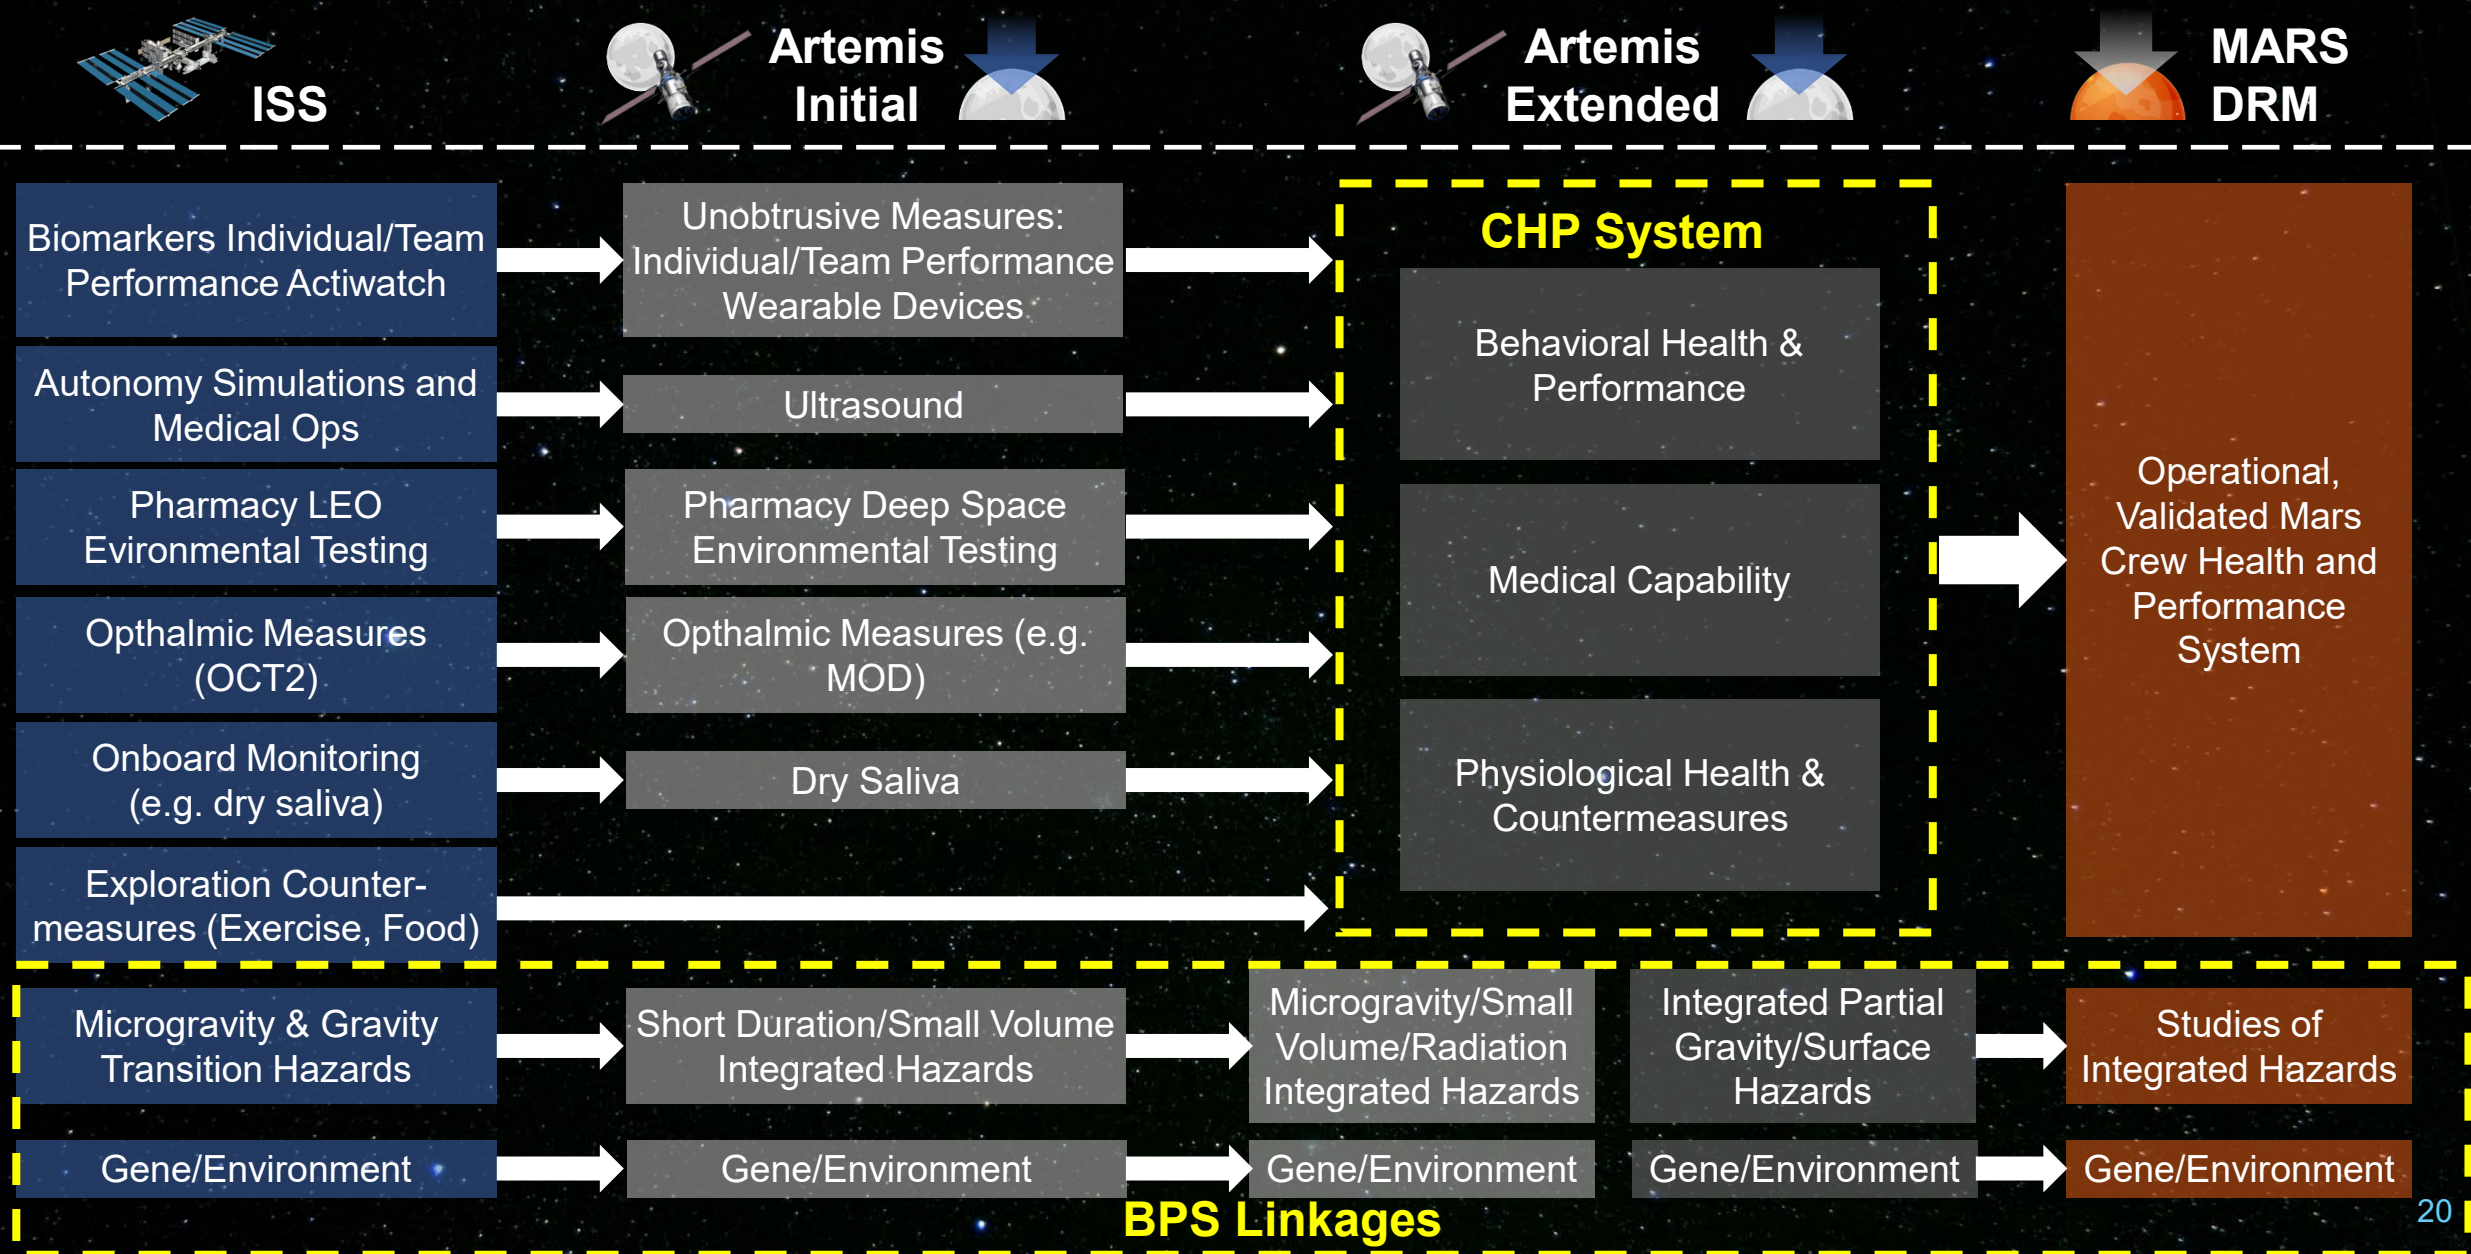 ISS
Artemis
Initial
Artemis
Extended
MARS
DRM
Biomarkers Individual/Team
Performance Actiwatch
Unobtrusive Measures:
Individual/Team Performance
Wearable Devices
CHP System
Behavioral Health &
Performance
Medical Capability
Physiological Health &
Countermeasures
Operational,
Validated Mars
Crew Health and
Performance
System
Autonomy Simulations and
Medical Ops
Ultrasound
Pharmacy LEO
Evironmental Testing
Pharmacy Deep Space
Environmental Testing
Opthalmic Measures
(OCT2)
Opthalmic Measures (e.g.
MOD)
Onboard Monitoring
(e.g. dry saliva)
Dry Saliva
Exploration Counter-
measures (Exercise, Food)
Microgravity & Gravity
Transition Hazards
Short Duration/Small Volume
Integrated Hazards
Microgravity/Small
Volume/Radiation
Integrated Hazards
Integrated Partial
Gravity/Surface
Hazards
Studies of
Integrated Hazards
Gene/Environment
Gene/Environment
Gene/Environment
Gene/Environment
Gene/Environment
BPS Linkages
20